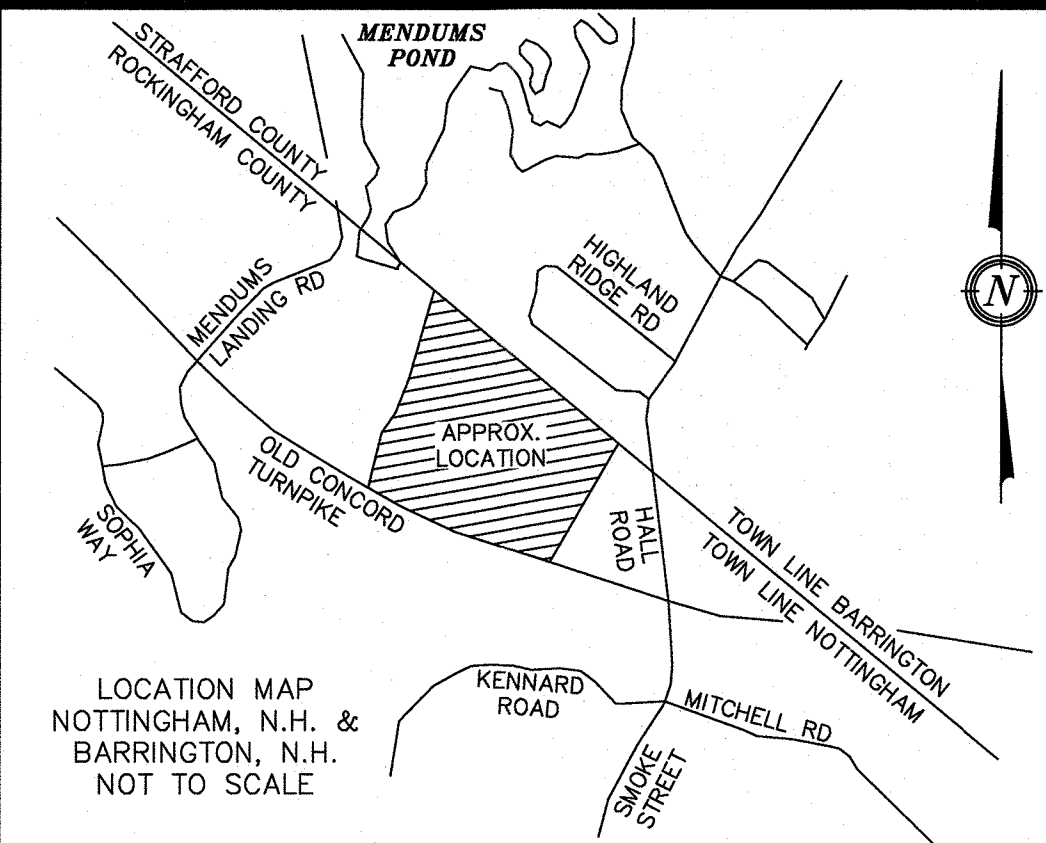 MENDUMS
POND
STRAFFORD COUNTY
ROCKINGHAM COUNTY
HIGHLAND
RIDGE RD
N
MENDUMS
LANDING RD
APPROX.
LOCATION
OLD CONCORD
TURNPIKE
SOPHIA
WAY
HALL
ROAD
TOWN LINE BARRINGTON
TOWN LINE NOTTINGHAM
KENNARD
ROAD
MITCHELL RD
SMOKE
STREET
LOCATION MAP
NOTTINGHAM, N.H. &
BARRINGTON, N.H.
NOT TO SCALE